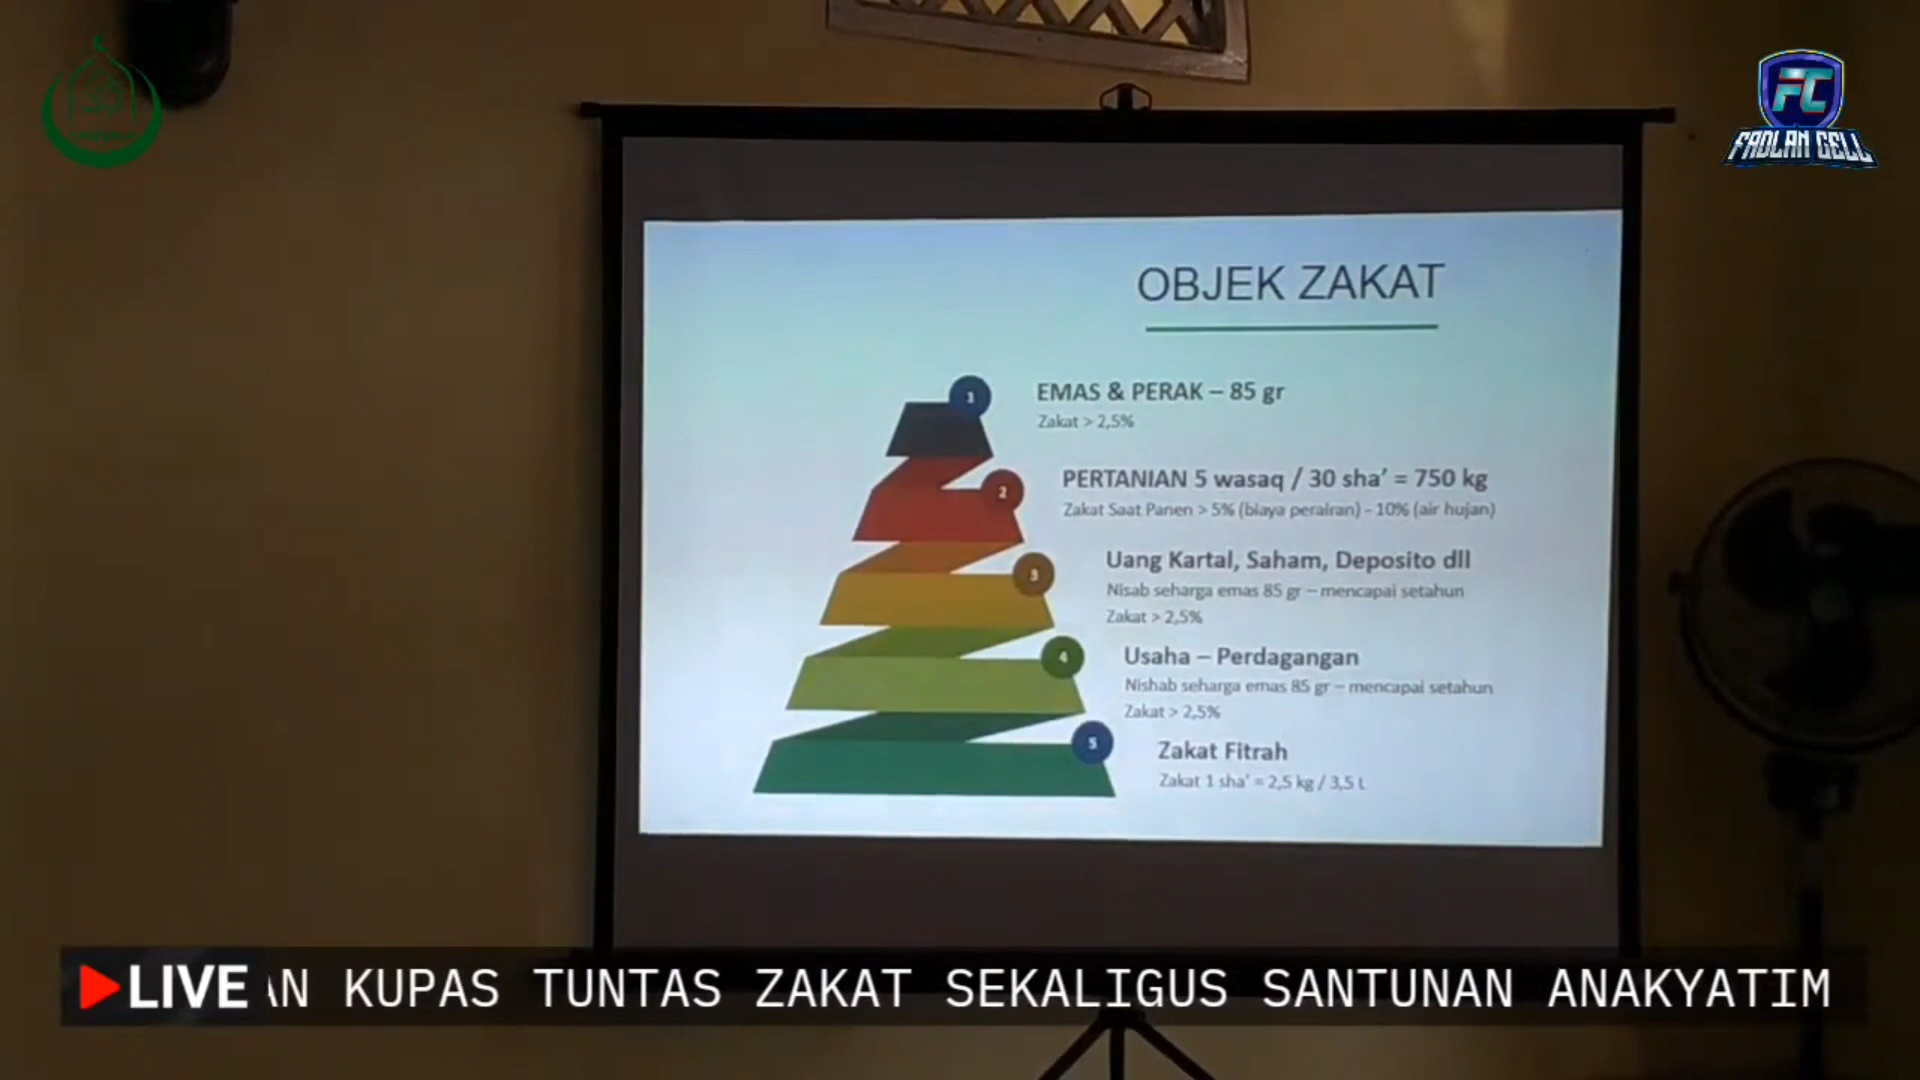 FADLAN CELL
OBJEK ZAKAT
1
EMAS & PERAK – 85 gr
Zakat > 2,5%
2
PERTANIAN 5 wasaq / 30 sha’ = 750 kg
Zakat Saat Panen > 5% (biaya perairan) - 10% (air hujan)
3
Uang Kartal, Saham, Deposito dll
Nisab seharga emas 85 gr – mencapai setahun
Zakat > 2,5%
4
Usaha – Perdagangan
Nishab seharga emas 85 gr – mencapai setahun
Zakat > 2,5%
5
Zakat Fitrah
Zakat 1 sha’ = 2,5 kg / 3,5 L
LIVE AN KUPAS TUNTAS ZAKAT SEKALIGUS SANTUNAN ANAKYATIM